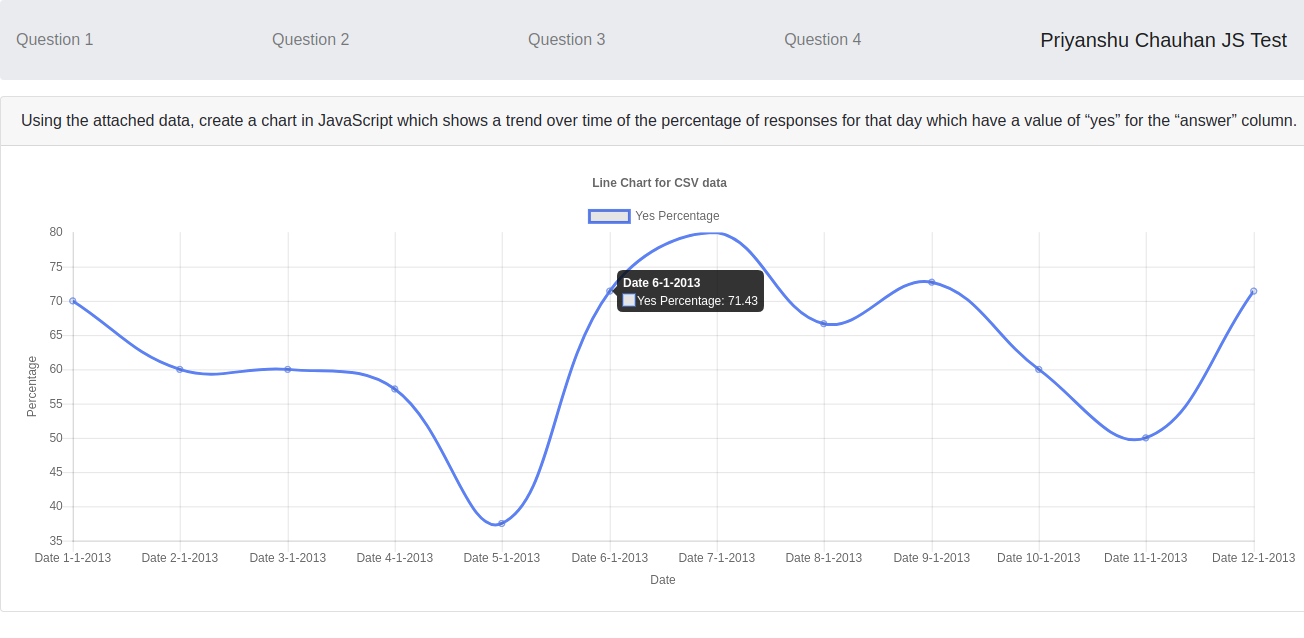 Question 1
Question 2
Question 3
Question 4
Priyanshu Chauhan JS Test
Using the attached data, create a chart in JavaScript which shows a trend over time of the percentage of responses for that day which have a value of “yes” for the “answer” column.
Line Chart for CSV data
Yes Percentage
80
75
70
65
60
55
50
45
40
35
Percentage
Date 6-1-2013
Yes Percentage: 71.43
Date 1-1-2013
Date 2-1-2013
Date 3-1-2013
Date 4-1-2013
Date 5-1-2013
Date 6-1-2013
Date 7-1-2013
Date 8-1-2013
Date 9-1-2013
Date 10-1-2013
Date 11-1-2013
Date 12-1-2013
Date